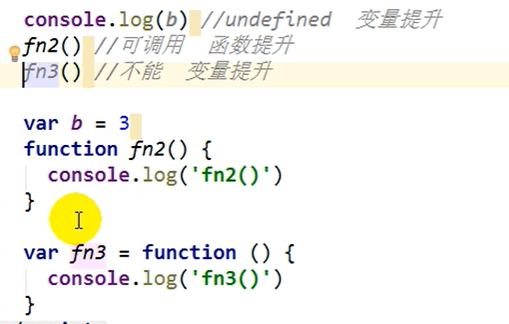 console.log(b) //undefined 变量提升
fn2() //可调用 函数提升
fn3() //不能 变量提升
var b = 3
function fn2() {
console.log('fn2()')
}
var fn3 = function () {
console.log('fn3()')
}